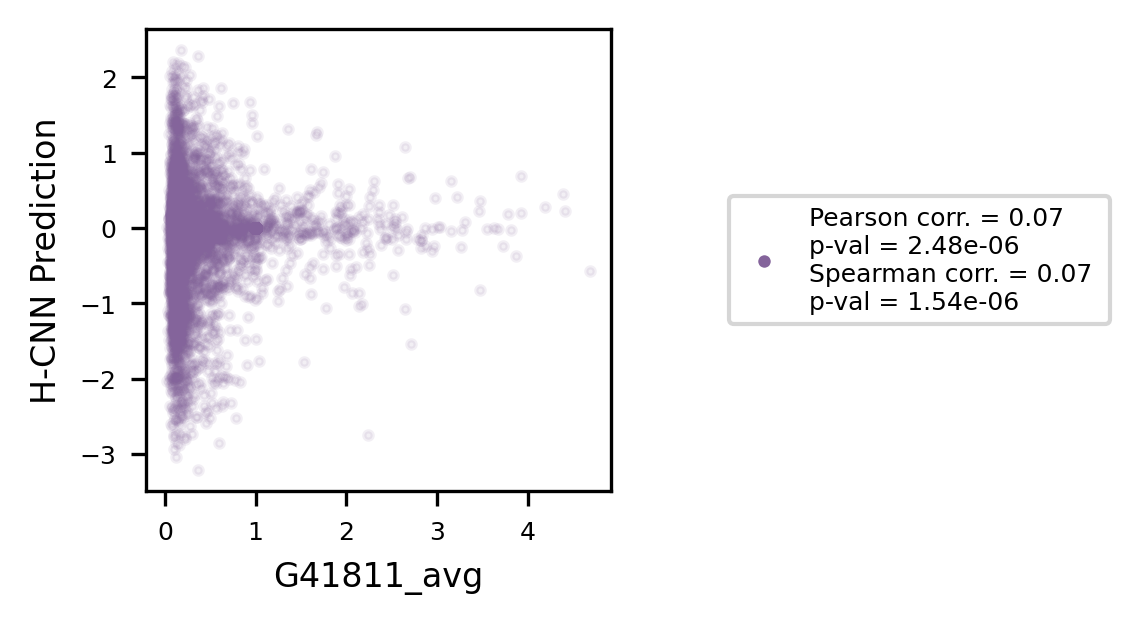 2
1
0
−1
−2
−3
H-CNN Prediction
0 1 2 3 4
G41811_avg
Pearson corr. = 0.07
p-val = 2.48e-06
Spearman corr. = 0.07
p-val = 1.54e-06